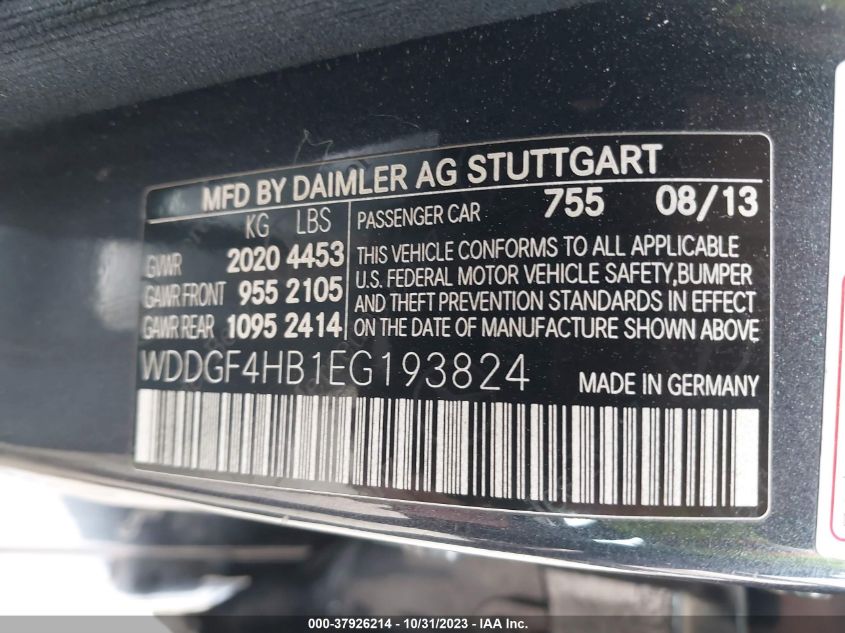 MFD BY DAIMLER AG STUTTGART
KG LBS
GVWR 2020 4453
GAWR FRONT 955 2105
GAWR REAR 1095 2414
PASSENGER CAR 755 08/13
THIS VEHICLE CONFORMS TO ALL APPLICABLE
U.S. FEDERAL MOTOR VEHICLE SAFETY,BUMPER
AND THEFT PREVENTION STANDARDS IN EFFECT
ON THE DATE OF MANUFACTURE SHOWN ABOVE
WDDGF4HB1EG193824 MADE IN GERMANY
000-37926214 - 10/31/2023 - IAA Inc.